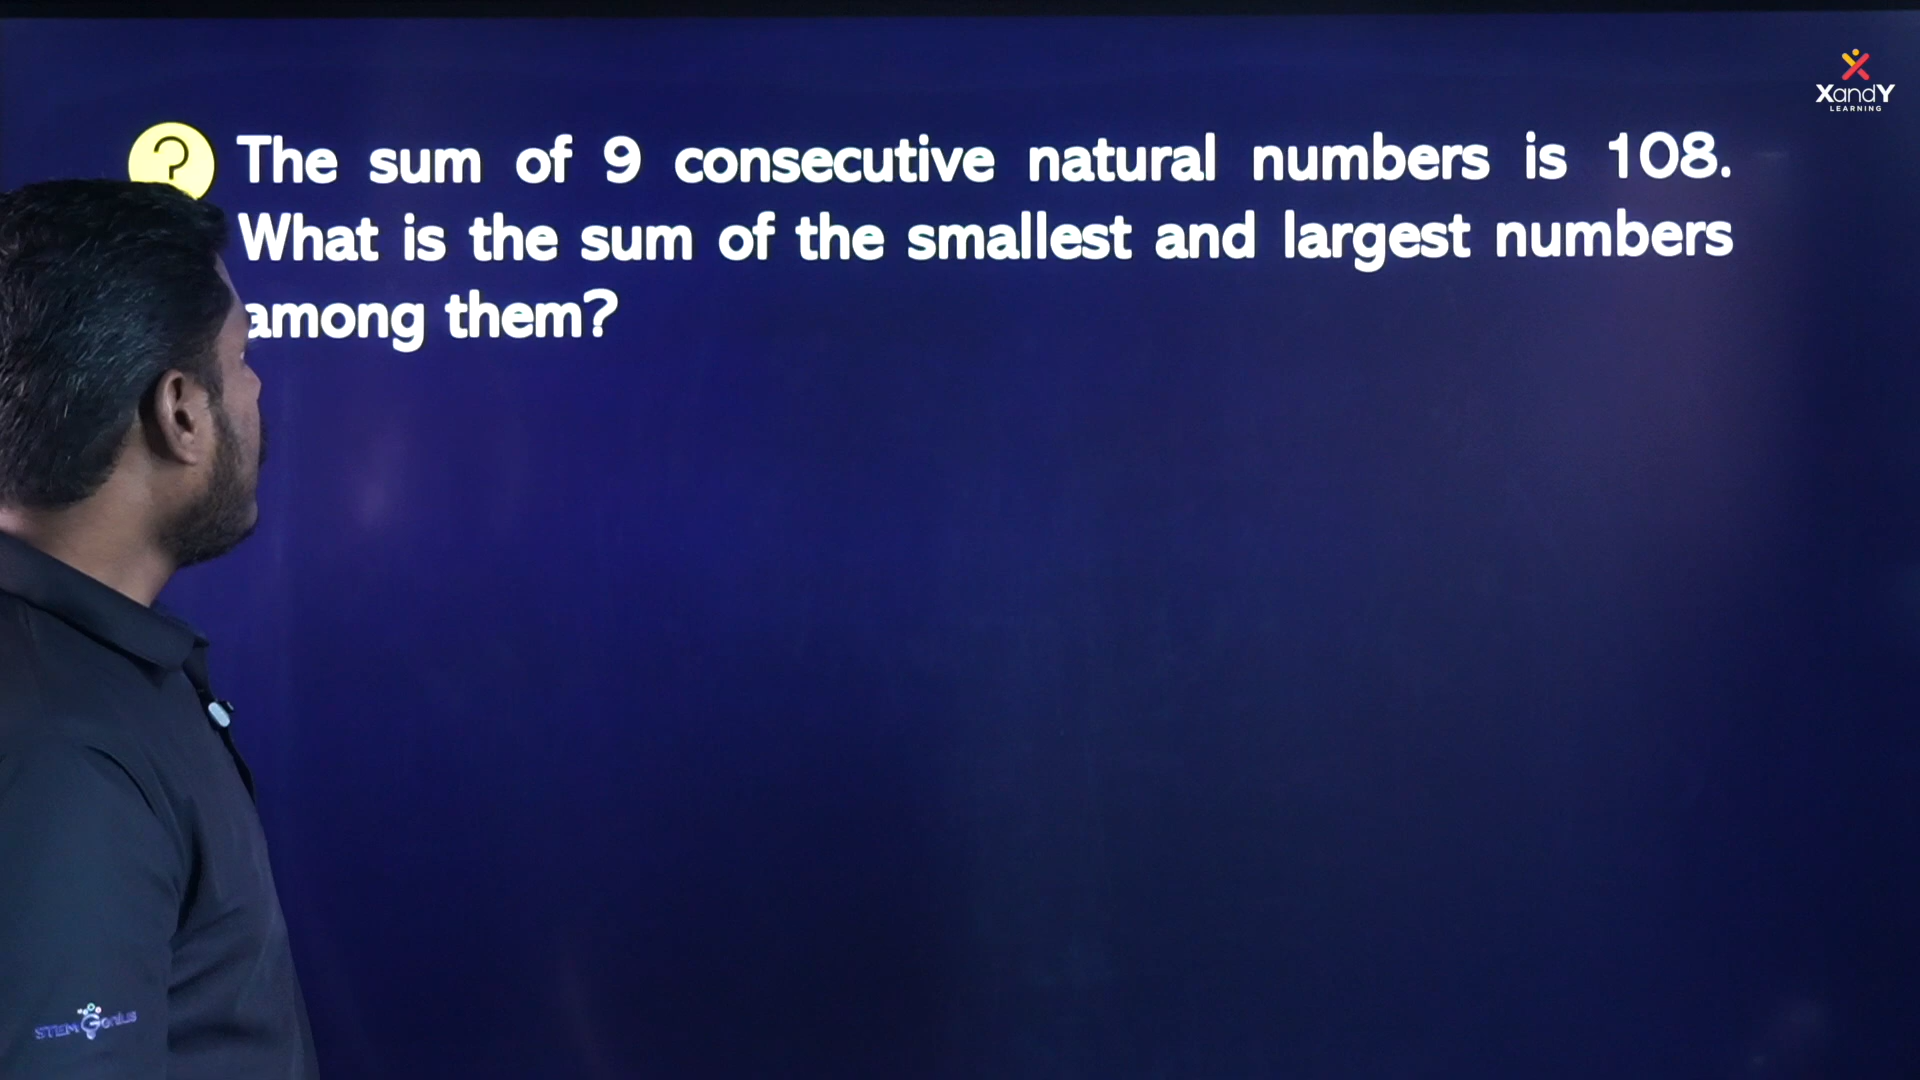 XandY
LEARNING
?
The sum of 9 consecutive natural numbers is 108.
What is the sum of the smallest and largest numbers
among them?
STEM Genius